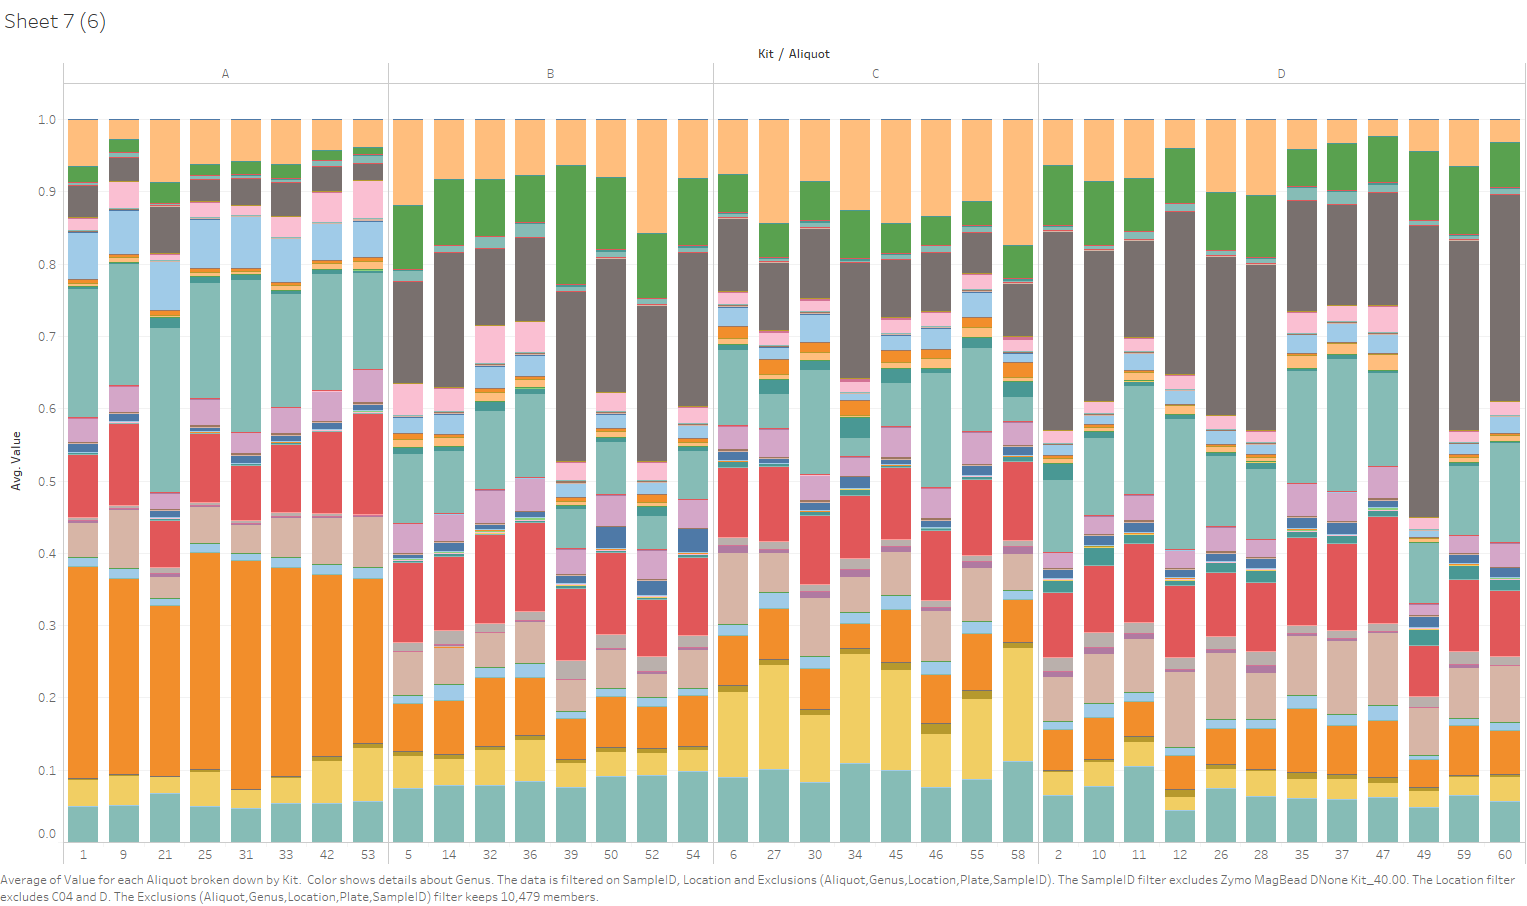 Sheet 7 (6)
Kit / Aliquot
A B C D
Avg. Value
1.0
0.9
0.8
0.7
0.6
0.5
0.4
0.3
0.2
0.1
0.0
1 9 21 25 31 33 42 53 5 14 32 36 39 50 52 54 6 27 30 34 45 46 55 58 2 10 11 12 26 28 35 37 47 49 59 60
Average of Value for each Aliquot broken down by Kit.  Color shows details about Genus. The data is filtered on SampleID, Location and Exclusions (Aliquot,Genus,Location,Plate,SampleID). The SampleID filter excludes Zymo MagBead DNone Kit_40.00. The Location filter
excludes C04 and D. The Exclusions (Aliquot,Genus,Location,Plate,SampleID) filter keeps 10,479 members.